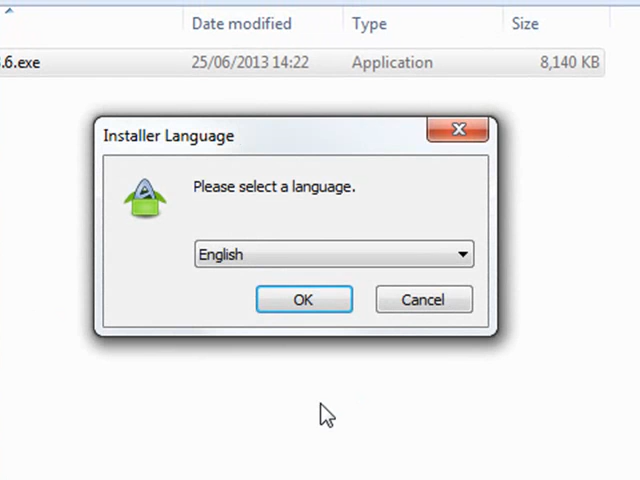 Date modified Type Size
.6.exe 25/06/2013 14:22 Application 8,140 KB
Installer Language
Please select a language.
English
OK Cancel